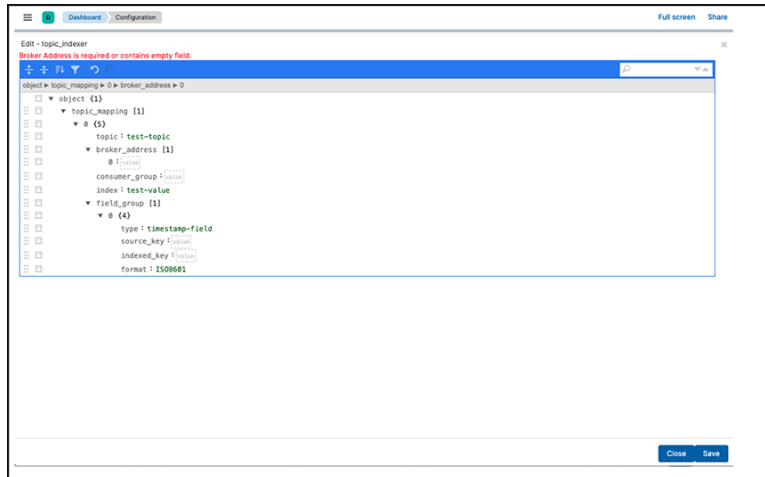 D Dashboard Configuration Full screen Share
Edit - topic_indexer
Broker Address is required or contains empty field.
object ► topic_mapping ► 0 ► broker_address ► 0
object {1}
topic_mapping [1]
0 {5}
topic : test-topic
broker_address [1]
0 : value
consumer_group : value
index : test-value
field_group [1]
0 {4}
type : timestamp-field
source_key : value
indexed_key : value
format : ISO8601
Close Save